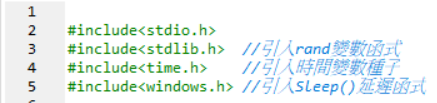 1
2 #include<stdio.h>
3 #include<stdlib.h> //引入rand變數函式
4 #include<time.h> //引入時間變數種子
5 #include<windows.h> //引入Sleep()延遲函式